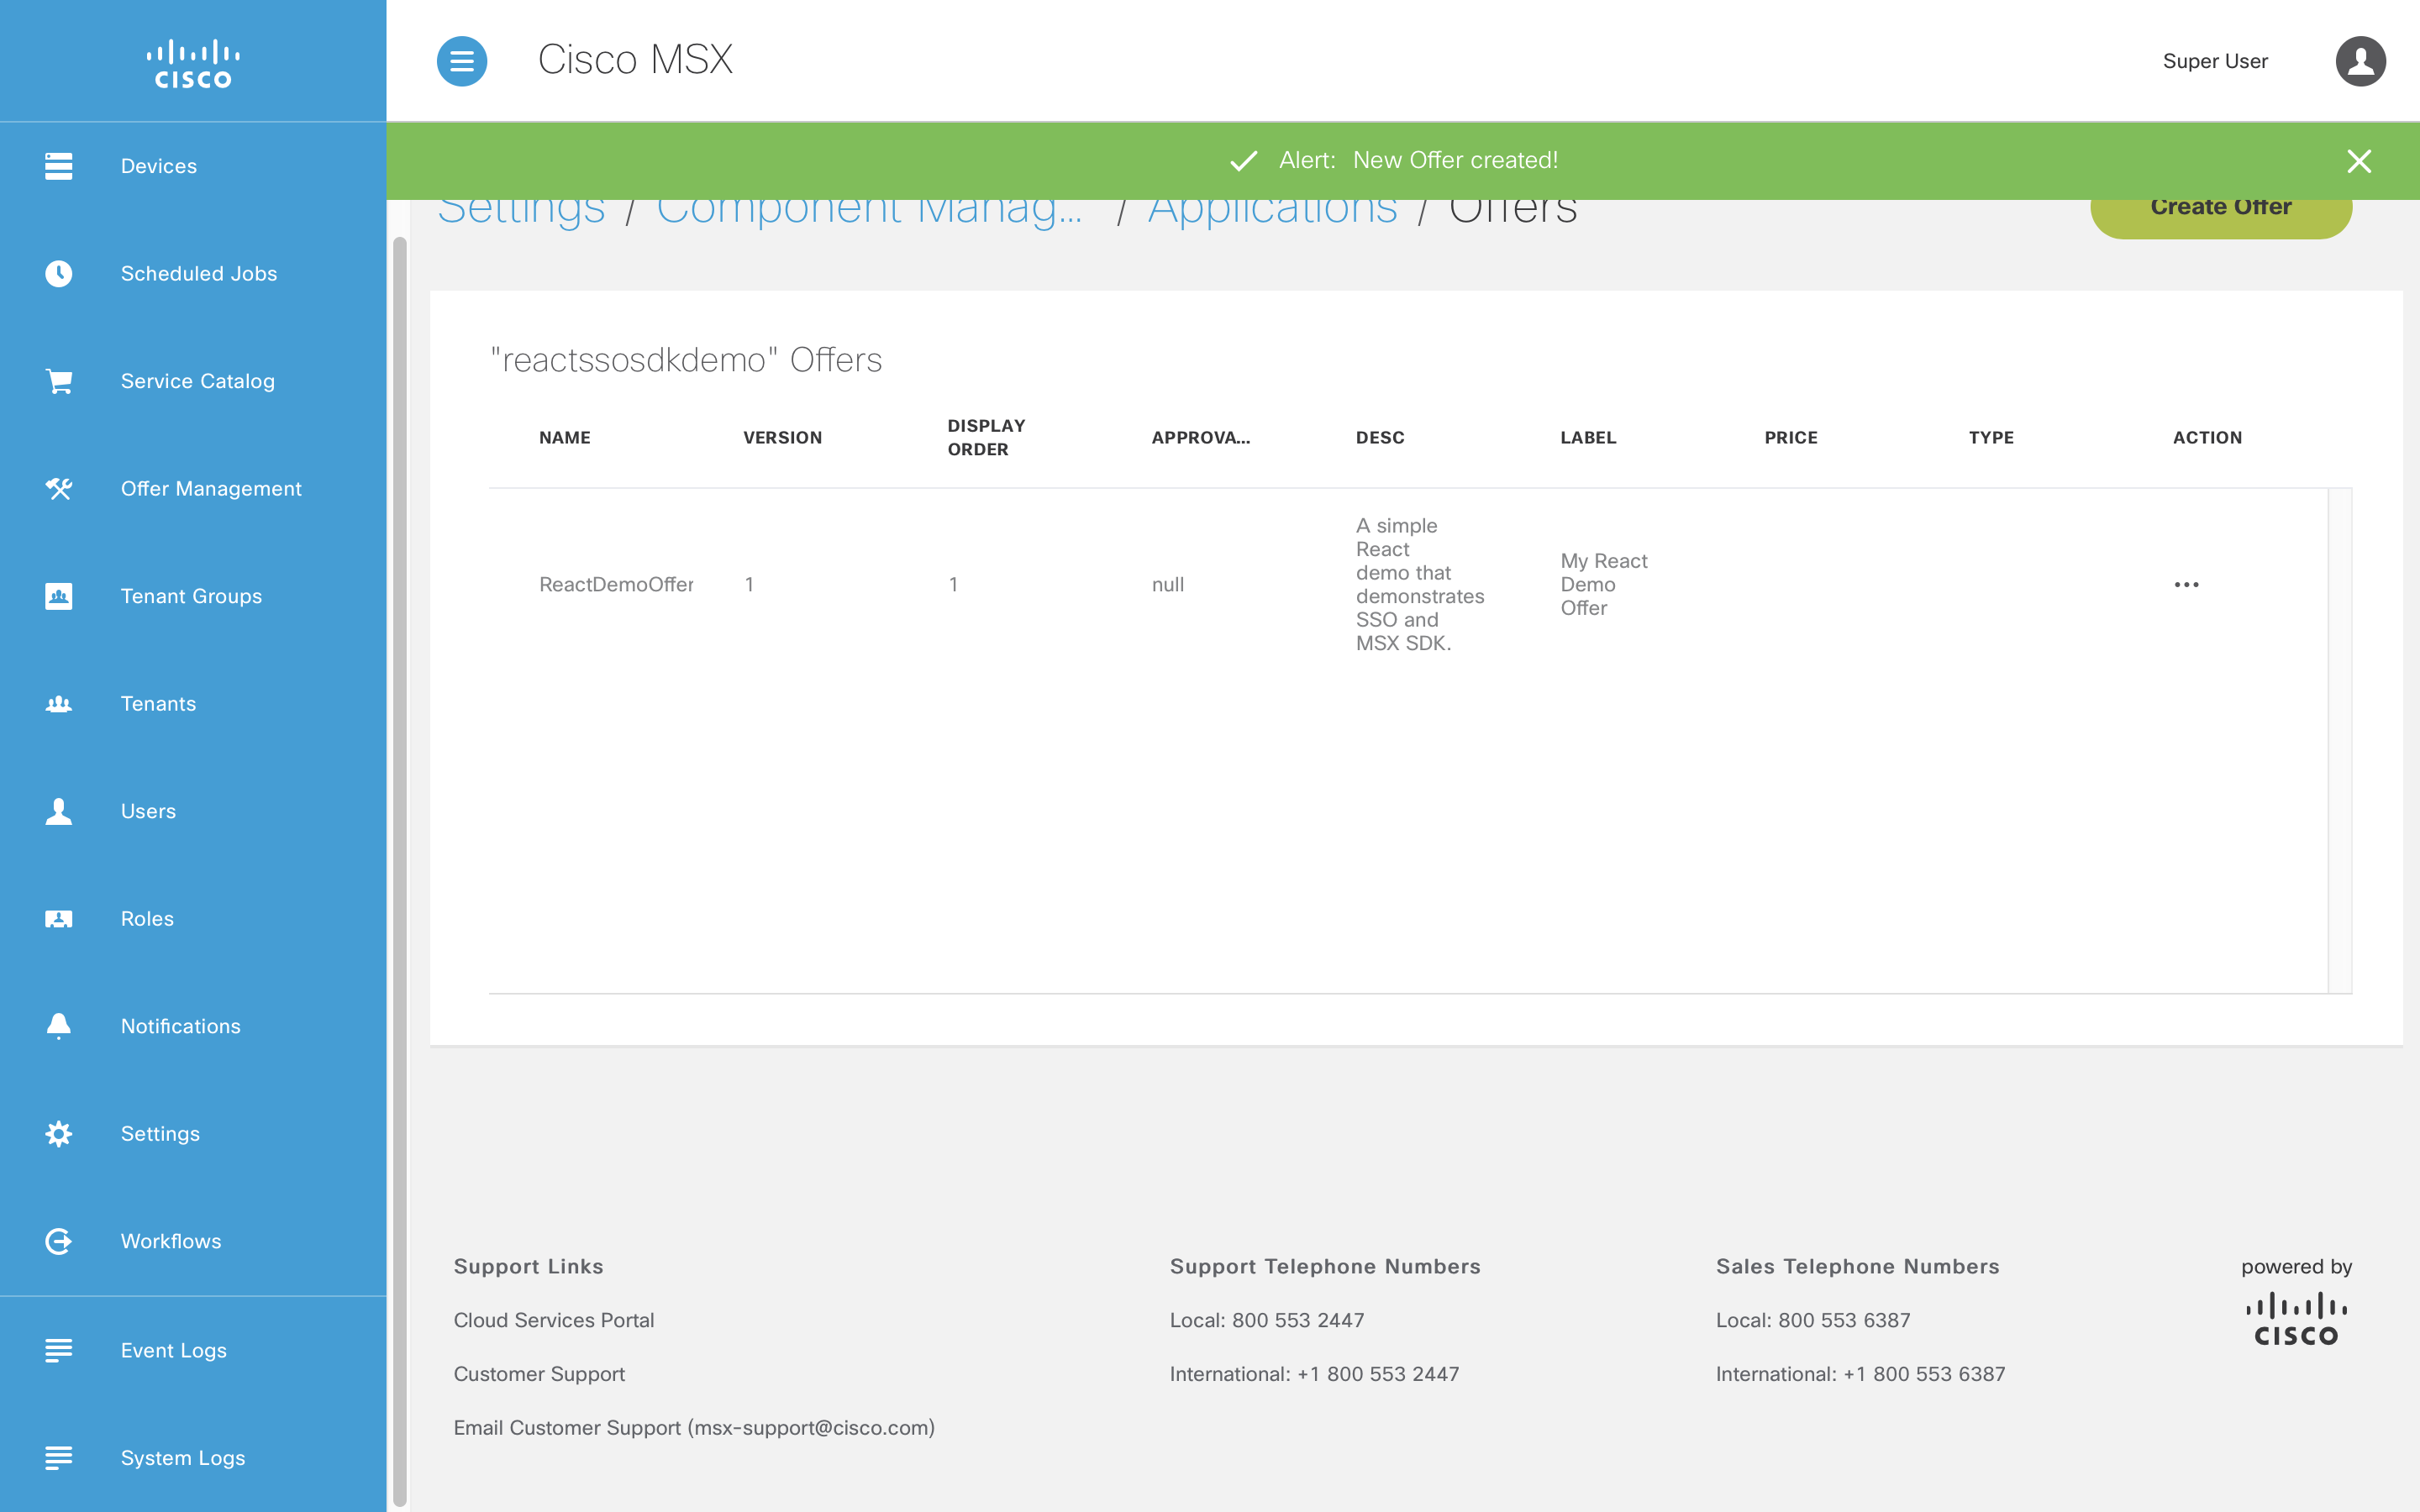 CISCO
Cisco MSX
Super User
Alert: New Offer created!
Settings / Component Manag... / Applications / Offers
Create Offer
Devices
Scheduled Jobs
Service Catalog
Offer Management
Tenant Groups
Tenants
Users
Roles
Notifications
Settings
Workflows
Event Logs
System Logs
"reactssosdkdemo" Offers
NAME
VERSION
DISPLAY
ORDER
APPROVA...
DESC
LABEL
PRICE
TYPE
ACTION
ReactDemoOffer
1
1
null
A simple
React
demo that
demonstrates
SSO and
MSX SDK.
My React
Demo
Offer
Support Links
Cloud Services Portal
Customer Support
Email Customer Support (msx-support@cisco.com)
Support Telephone Numbers
Local: 800 553 2447
International: +1 800 553 2447
Sales Telephone Numbers
Local: 800 553 6387
International: +1 800 553 6387
powered by
CISCO